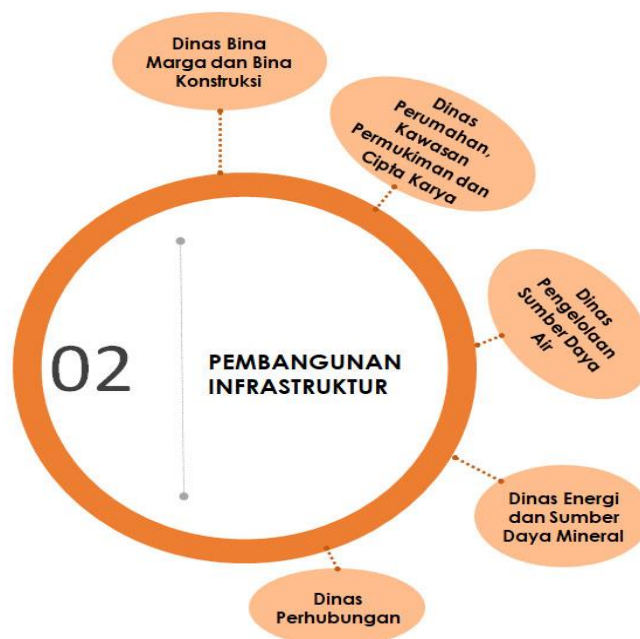 Dinas Bina
Marga dan Bina
Konstruksi
Dinas
Perumahan,
Kawasan
Permukiman dan
Cipta Karya
Dinas
Pengelolaan
Sumber Daya
Air
02
PEMBANGUNAN
INFRASTRUKTUR
Dinas Energi
dan Sumber
Daya Mineral
Dinas
Perhubungan